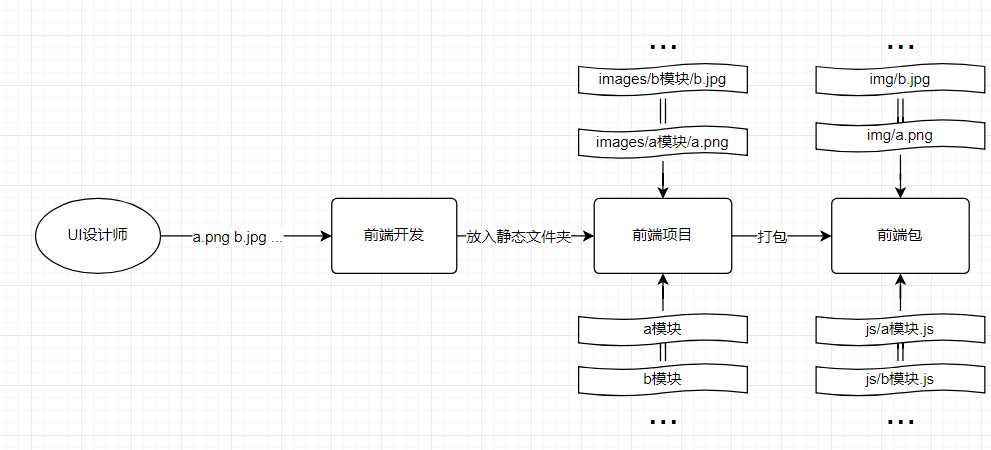 ...
...
images/b模块/b.jpg
img/b.jpg
images/a模块/a.png
img/a.png
UI设计师
a.png b.jpg ...
前端开发
放入静态文件夹
前端项目
打包
前端包
a模块
js/a模块.js
b模块
js/b模块.js
...
...